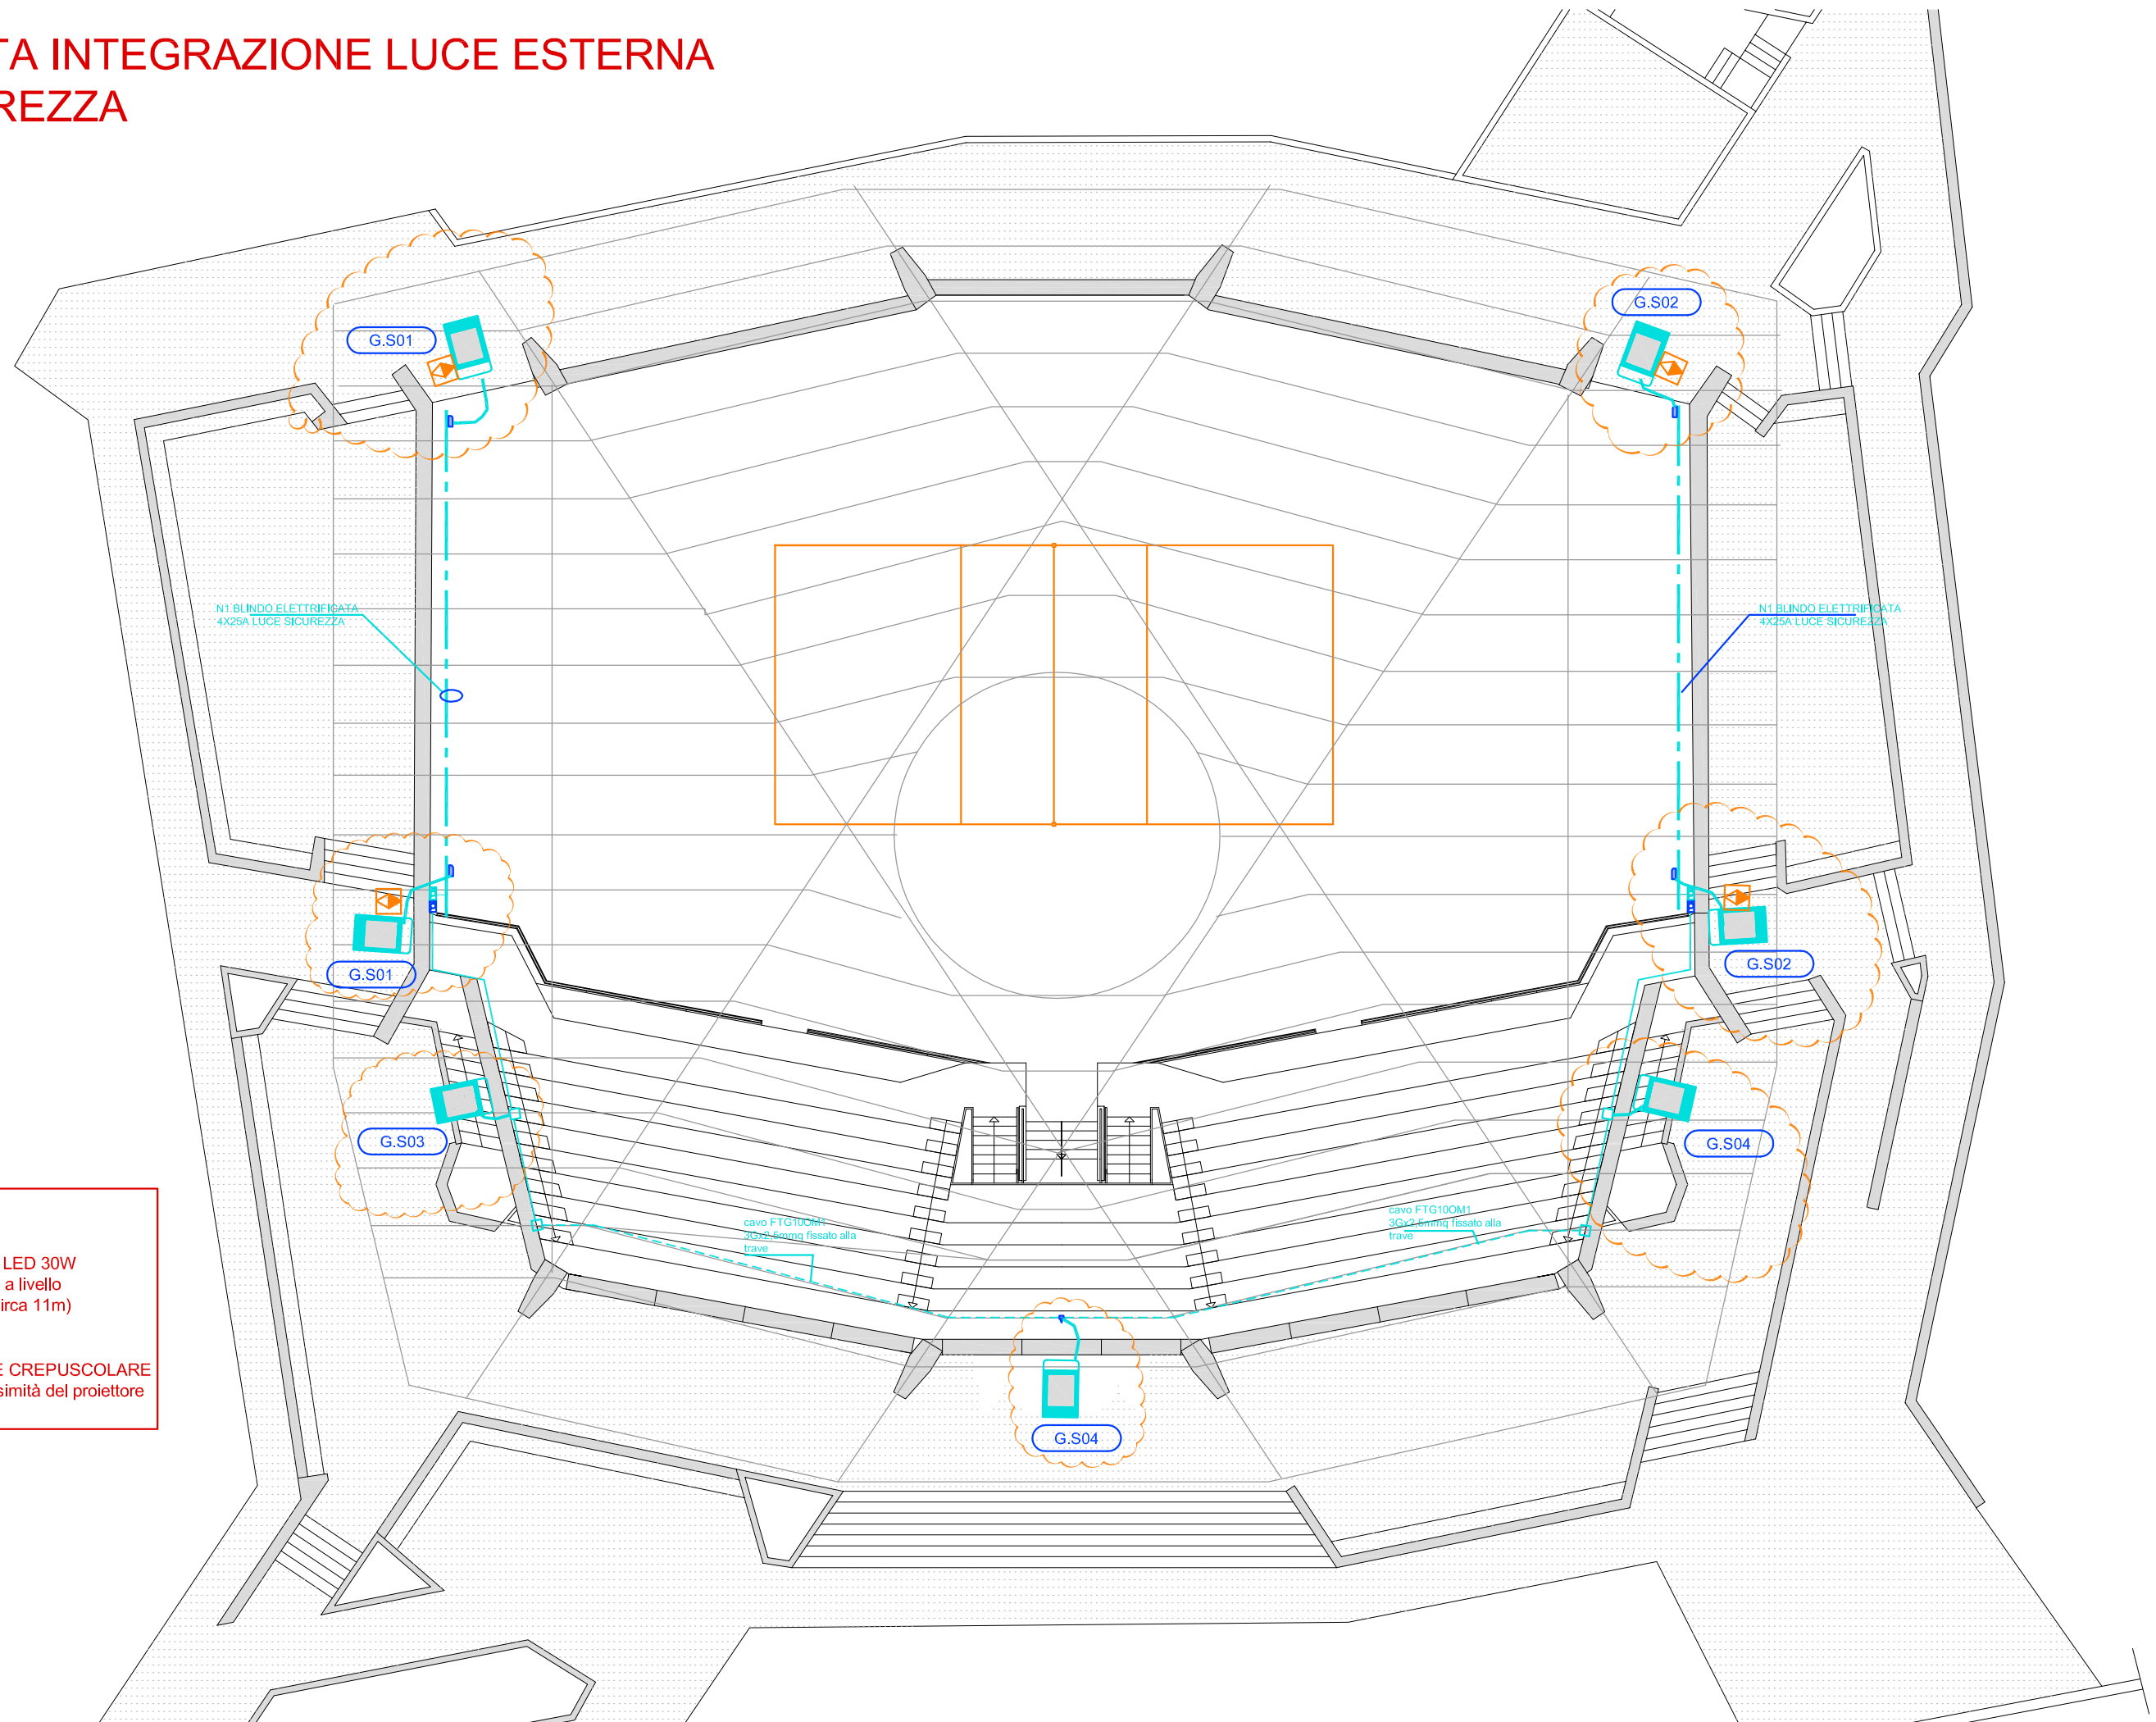 TA INTEGRAZIONE LUCE ESTERNA
REZZA
G.S01
G.S02
N1 BLINDO ELETTRIFICATA
4X25A LUCE SICUREZZA
N1 BLINDO ELETTRIFICATA
4X25A LUCE SICUREZZA
G.S01
G.S02
G.S03
G.S04
cavo FTG10OM1
3Gx2,5mmq fissato alla
trave
cavo FTG10OM1
3Gx2,5mmq fissato alla
trave
LED 30W
a livello
irca 11m)
E CREPUSCOLARE
simità del proiettore
G.S04